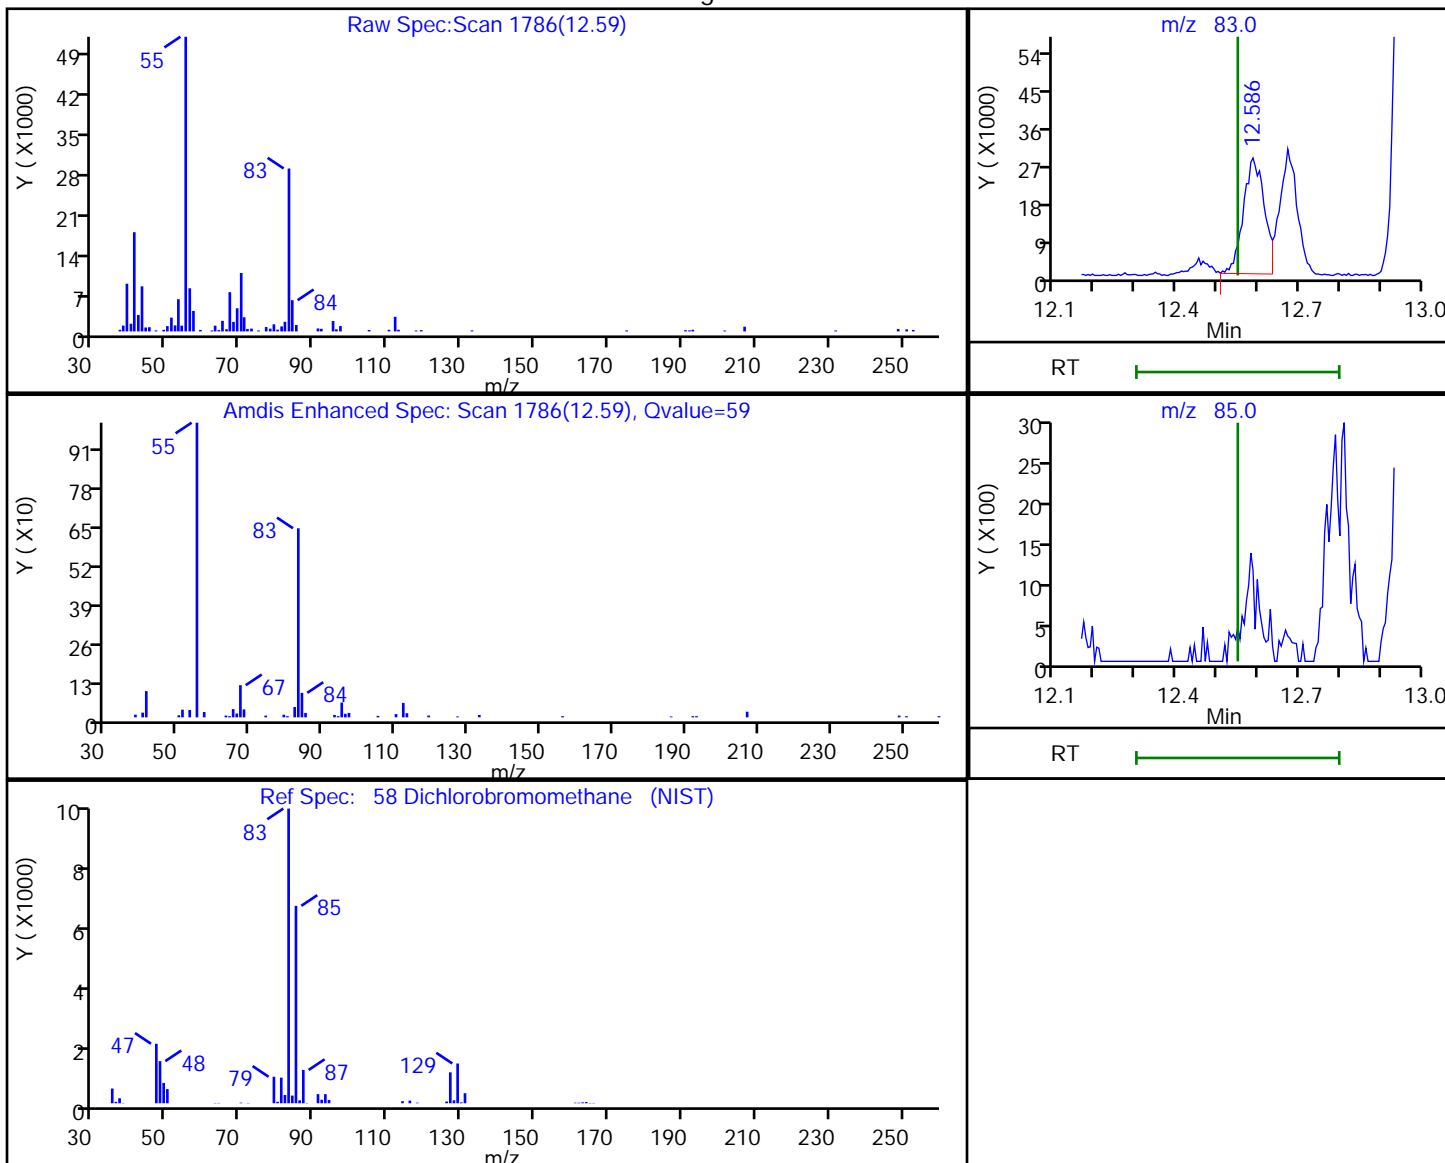 Raw Spec:Scan 1786(12.59)
Y ( X1000)
49
42
35
28
21
14
7
0
55
83
84
30 50 70 90 110 130 150 170 190 210 230 250
m/z
m/z 83.0
Y ( X1000)
54
45
36
27
18
9
0
12.586
12.1 12.4 12.7 13.0
Min
RT
Amdis Enhanced Spec: Scan 1786(12.59), Qvalue=59
Y ( X10)
91
78
65
52
39
26
13
0
55
83
67
84
30 50 70 90 110 130 150 170 190 210 230 250
m/z
m/z 85.0
Y ( X100)
30
25
20
15
10
5
0
12.1 12.4 12.7 13.0
Min
RT
Ref Spec: 58 Dichlorobromomethane (NIST)
Y ( X1000)
10
8
6
4
2
0
83
85
47
48
79
87
129
30 50 70 90 110 130 150 170 190 210 230 250
m/z